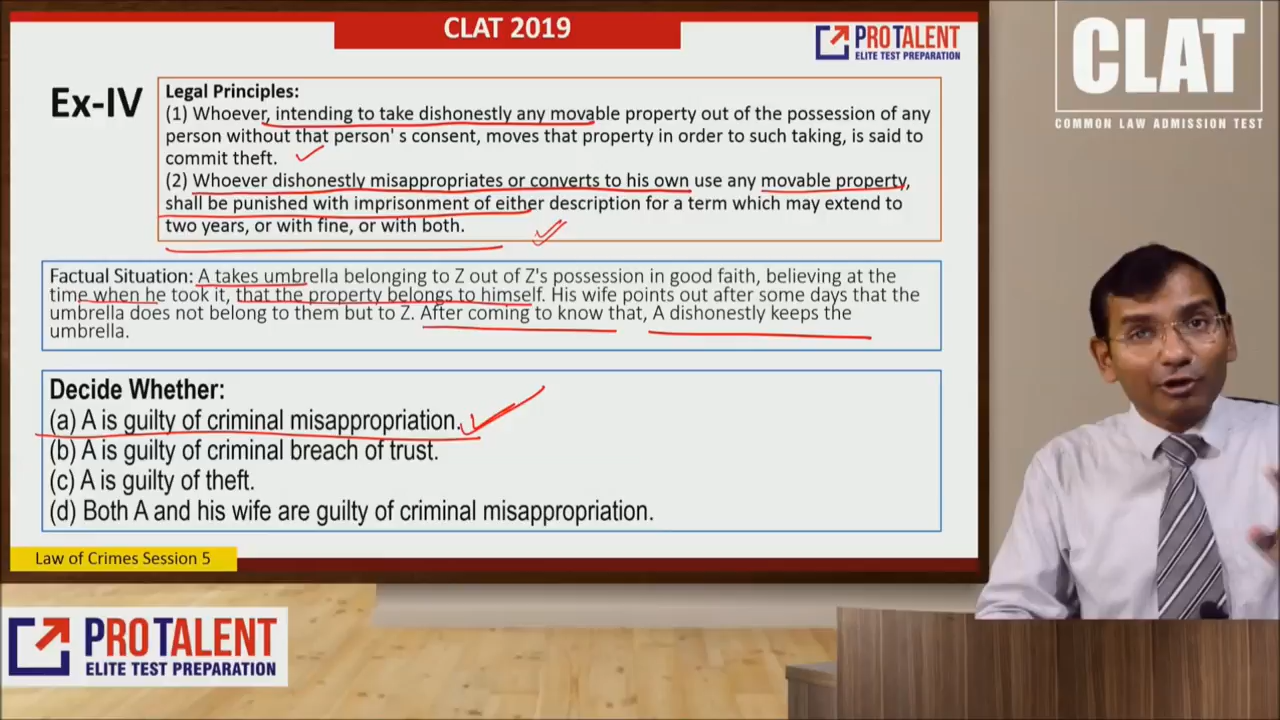 CLAT 2019
PROTALENT
ELITE TEST PREPARATION
CLAT
COMMON LAW ADMISSION TEST
Ex-IV
Legal Principles:
(1) Whoever, intending to take dishonestly any movable property out of the possession of any
person without that person' s consent, moves that property in order to such taking, is said to
commit theft.
(2) Whoever dishonestly misappropriates or converts to his own use any movable property,
shall be punished with imprisonment of either description for a term which may extend to
two years, or with fine, or with both.
Factual Situation: A takes umbrella belonging to Z out of Z's possession in good faith, believing at the
time when he took it, that the property belongs to himself. His wife points out after some days that the
umbrella does not belong to them but to Z. After coming to know that, A dishonestly keeps the
umbrella.
Decide Whether:
(a) A is guilty of criminal misappropriation.
(b) A is guilty of criminal breach of trust.
(c) A is guilty of theft.
(d) Both A and his wife are guilty of criminal misappropriation.
Law of Crimes Session 5
PROTALENT
ELITE TEST PREPARATION